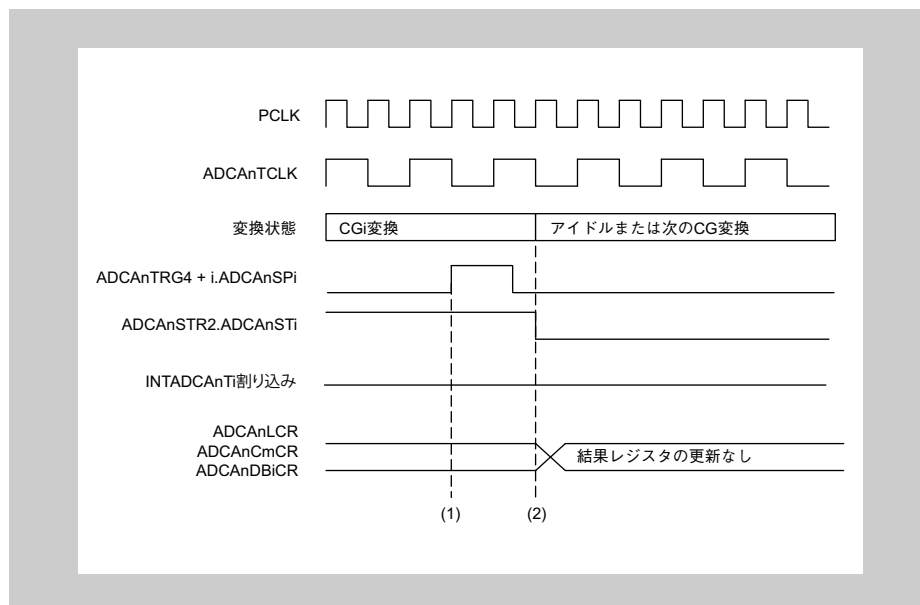 PCLK
ADCAnTCLK
変換状態
CGi変換
アイドルまたは次のCG変換
ADCAnTRG4 + i.ADCAnSPi
ADCAnSTR2.ADCAnSTi
INTADCAnTi割り込み
ADCAnLCR
ADCAnCmCR
ADCAnDBiCR
結果レジスタの更新なし
(1)
(2)